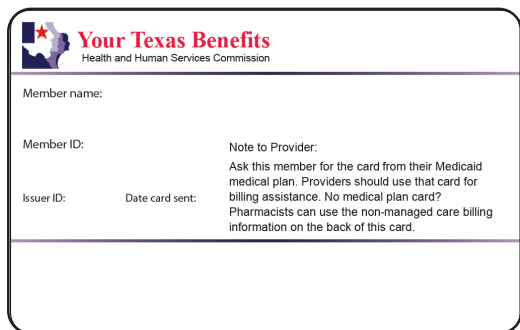 Your Texas Benefits
Health and Human Services Commission
Member name:
Member ID:
Note to Provider:
Ask this member for the card from their Medicaid
medical plan. Providers should use that card for
billing assistance. No medical plan card?
Pharmacists can use the non-managed care billing
information on the back of this card.
Issuer ID:
Date card sent: